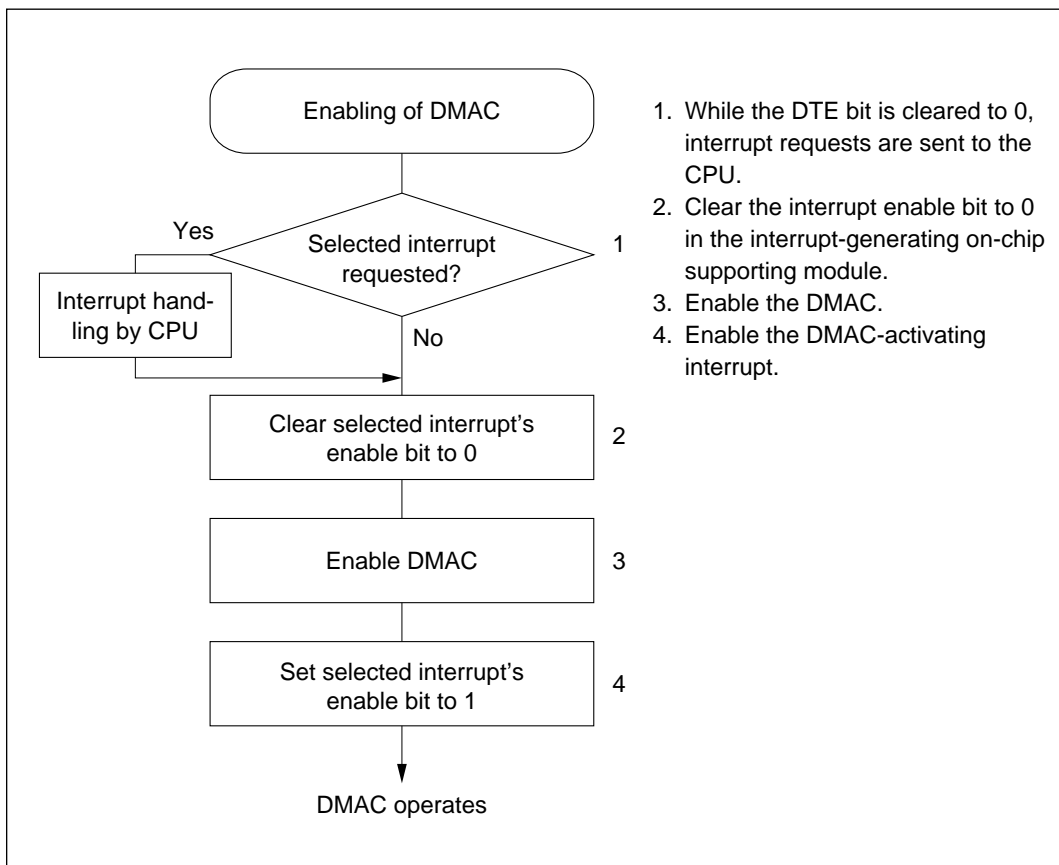 Enabling of DMAC
Yes
Selected interrupt
requested?
1
Interrupt hand-
ling by CPU
No
Clear selected interrupt’s
enable bit to 0
2
Enable DMAC
3
Set selected interrupt’s
enable bit to 1
4
DMAC operates
1. While the DTE bit is cleared to 0,
interrupt requests are sent to the
CPU.
2. Clear the interrupt enable bit to 0
in the interrupt-generating on-chip
supporting module.
3. Enable the DMAC.
4. Enable the DMAC-activating
interrupt.